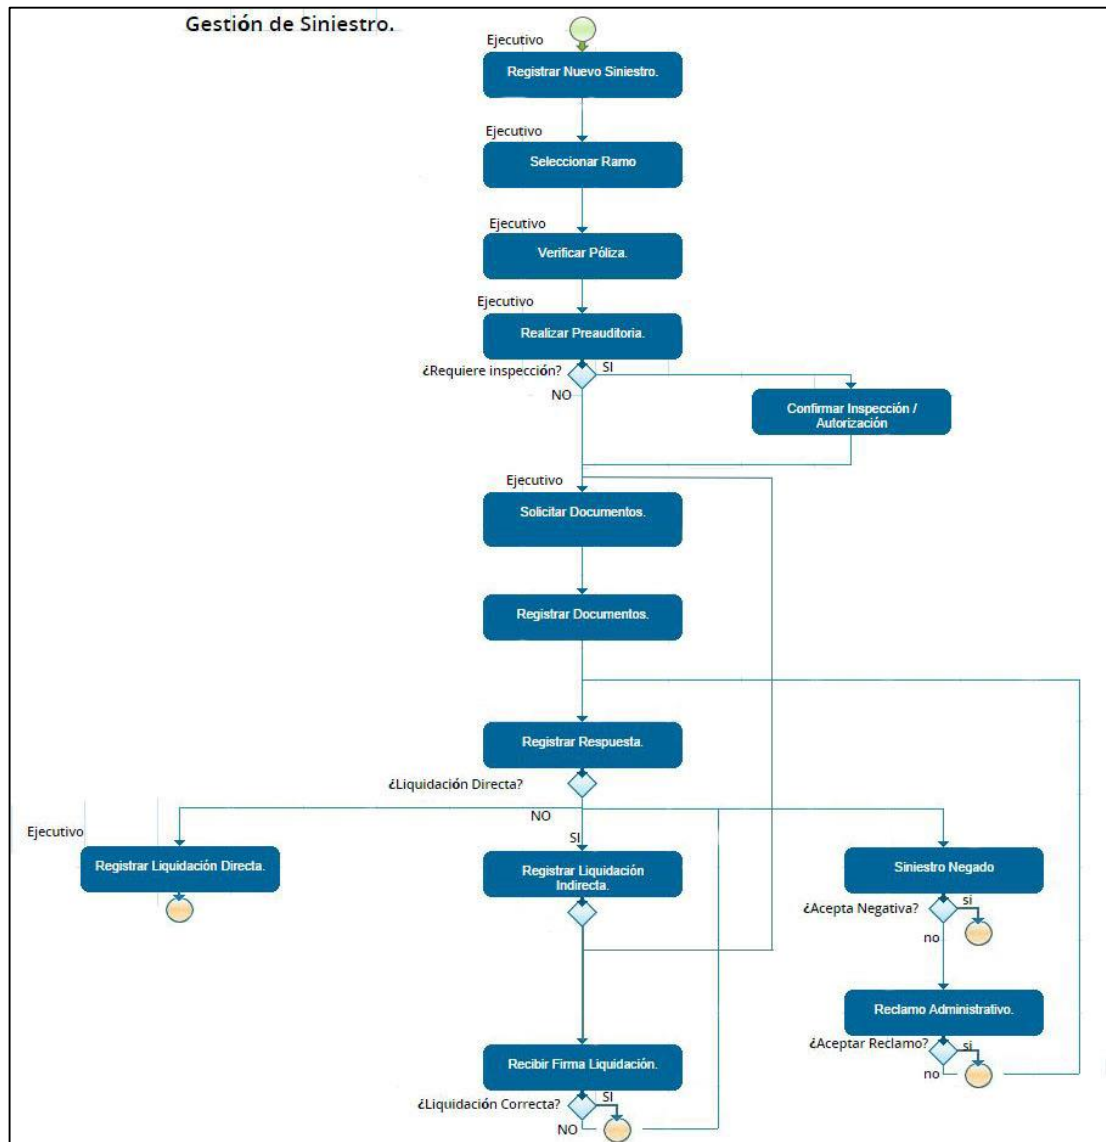 Gestión de Siniestro.
Ejecutivo
Registrar Nuevo Siniestro.
Ejecutivo
Seleccionar Ramo
Ejecutivo
Verificar Póliza.
Ejecutivo
Realizar Preauditoria.
¿Requiere inspección?
SI
NO
Confirmar Inspección /
Autorización
Ejecutivo
Solicitar Documentos.
Registrar Documentos.
Registrar Respuesta.
¿Liquidación Directa?
NO
SI
Ejecutivo
Registrar Liquidación Directa.
Registrar Liquidación
Indirecta.
Siniestro Negado
¿Acepta Negativa?
si
no
Reclamo Administrativo.
¿Aceptar Reclamo?
si
no
Recibir Firma Liquidación.
¿Liquidación Correcta?
SI
NO